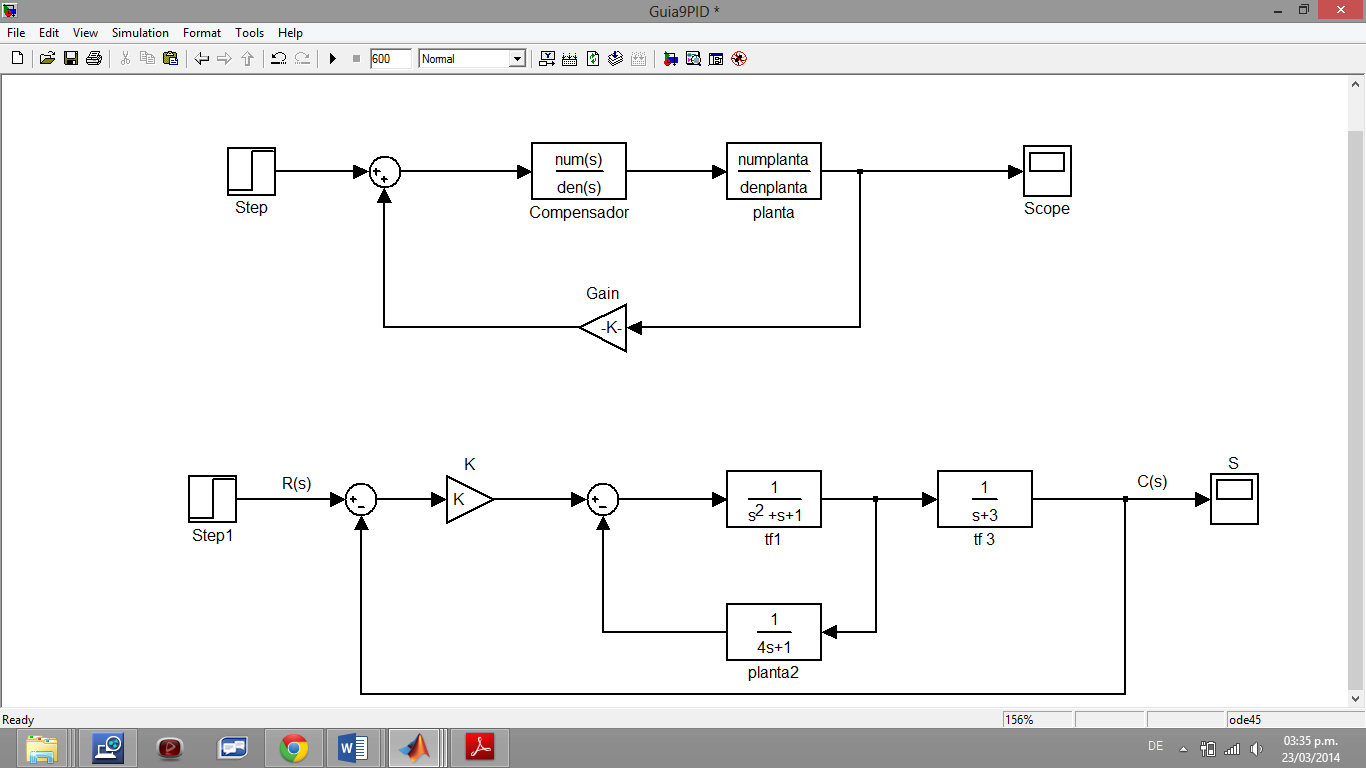 Guia9PID *
File Edit View Simulation Format Tools Help
600 Normal
num(s)
den(s)
Compensador
numplanta
denplanta
planta
Step
+
+
Scope
Gain
-K-
K
S
R(s)
C(s)
+
−
K
+
−
1
s2 +s+1
tf1
1
s+3
tf 3
Step1
1
4s+1
planta2
Ready 156% ode45
DE 03:35 p.m.
23/03/2014